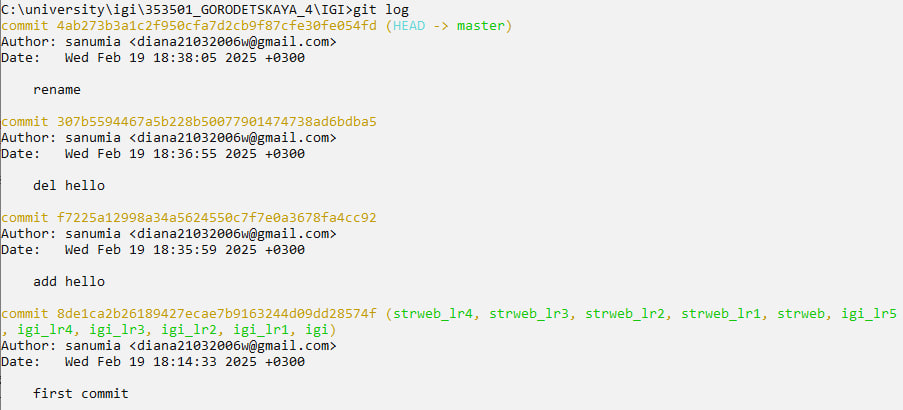 C:\university\igi\353501_GORODETSKAYA_4\IGI>git log
commit 4ab273b3a1c2f950cfa7d2cb9f87cfe30fe054fd (HEAD -> master)
Author: sanumia <diana21032006w@gmail.com>
Date:   Wed Feb 19 18:38:05 2025 +0300
rename
commit 307b5594467a5b228b50077901474738ad6bdba5
Author: sanumia <diana21032006w@gmail.com>
Date:   Wed Feb 19 18:36:55 2025 +0300
del hello
commit f7225a12998a34a5624550c7f7e0a3678fa4cc92
Author: sanumia <diana21032006w@gmail.com>
Date:   Wed Feb 19 18:35:59 2025 +0300
add hello
commit 8de1ca2b26189427ecae7b9163244d09dd28574f (strweb_lr4, strweb_lr3, strweb_lr2, strweb_lr1, strweb, igi_lr5
, igi_lr4, igi_lr3, igi_lr2, igi_lr1, igi)
Author: sanumia <diana21032006w@gmail.com>
Date:   Wed Feb 19 18:14:33 2025 +0300
first commit